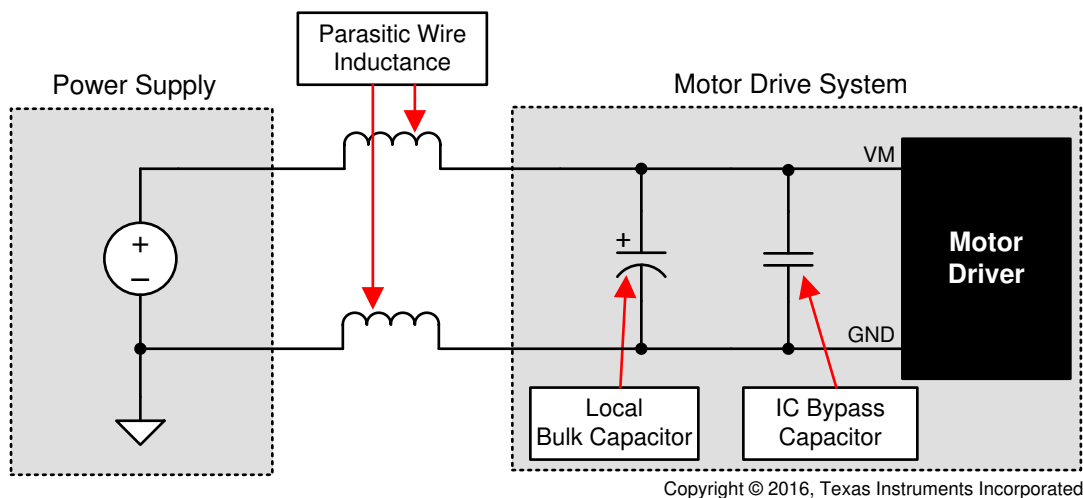 Parasitic Wire
Inductance
Power Supply
Motor Drive System
VM
+
–
+
Motor
Driver
GND
Local
Bulk Capacitor
IC Bypass
Capacitor
Copyright © 2016, Texas Instruments Incorporated